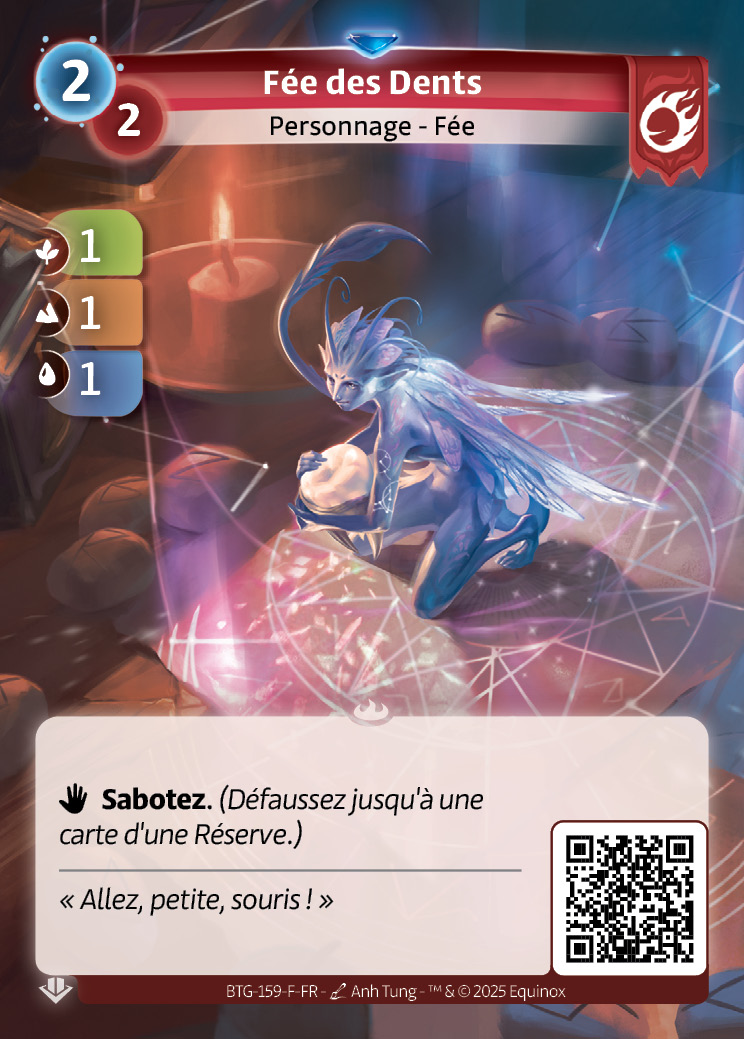 2
Fée des Dents
2
Personnage - Fée
1
1
1
Sabotez. (Défaussez jusqu'à une
carte d'une Réserve.)
« Allez, petite, souris ! »
BTG-159-F-FR - Anh Tung - ™ & © 2025 Equinox